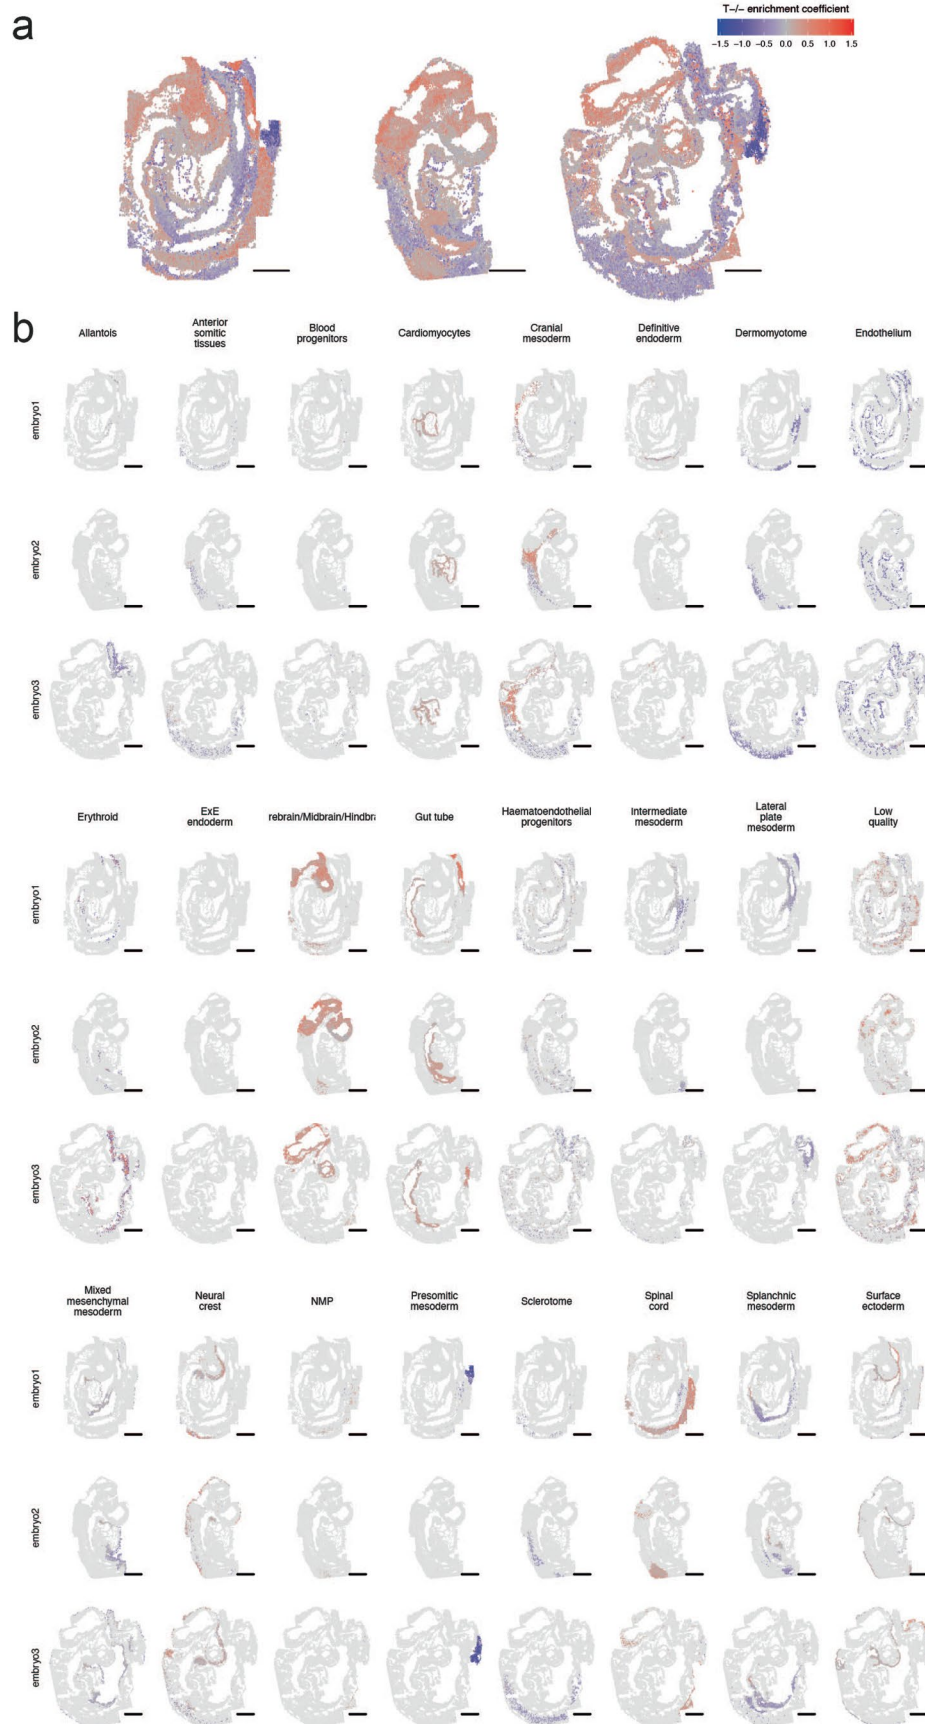 a
T−/− enrichment coefficient
−1.5 −1.0 −0.5 0.0 0.5 1.0 1.5
b
Allantois
Anterior
somitic
tissues
Blood
progenitors
Cardiomyocytes
Cranial
mesoderm
Definitive
endoderm
Dermomyotome
Endothelium
embryo1
embryo2
embryo3
Erythroid
ExE
endoderm
rebrain/Midbrain/Hindbra
Gut tube
Haematoendothelial
progenitors
Intermediate
mesoderm
Lateral
plate
mesoderm
Low
quality
embryo1
embryo2
embryo3
Mixed
mesenchymal
mesoderm
Neural
crest
NMP
Presomitic
mesoderm
Sclerotome
Spinal
cord
Splanchnic
mesoderm
Surface
ectoderm
embryo1
embryo2
embryo3